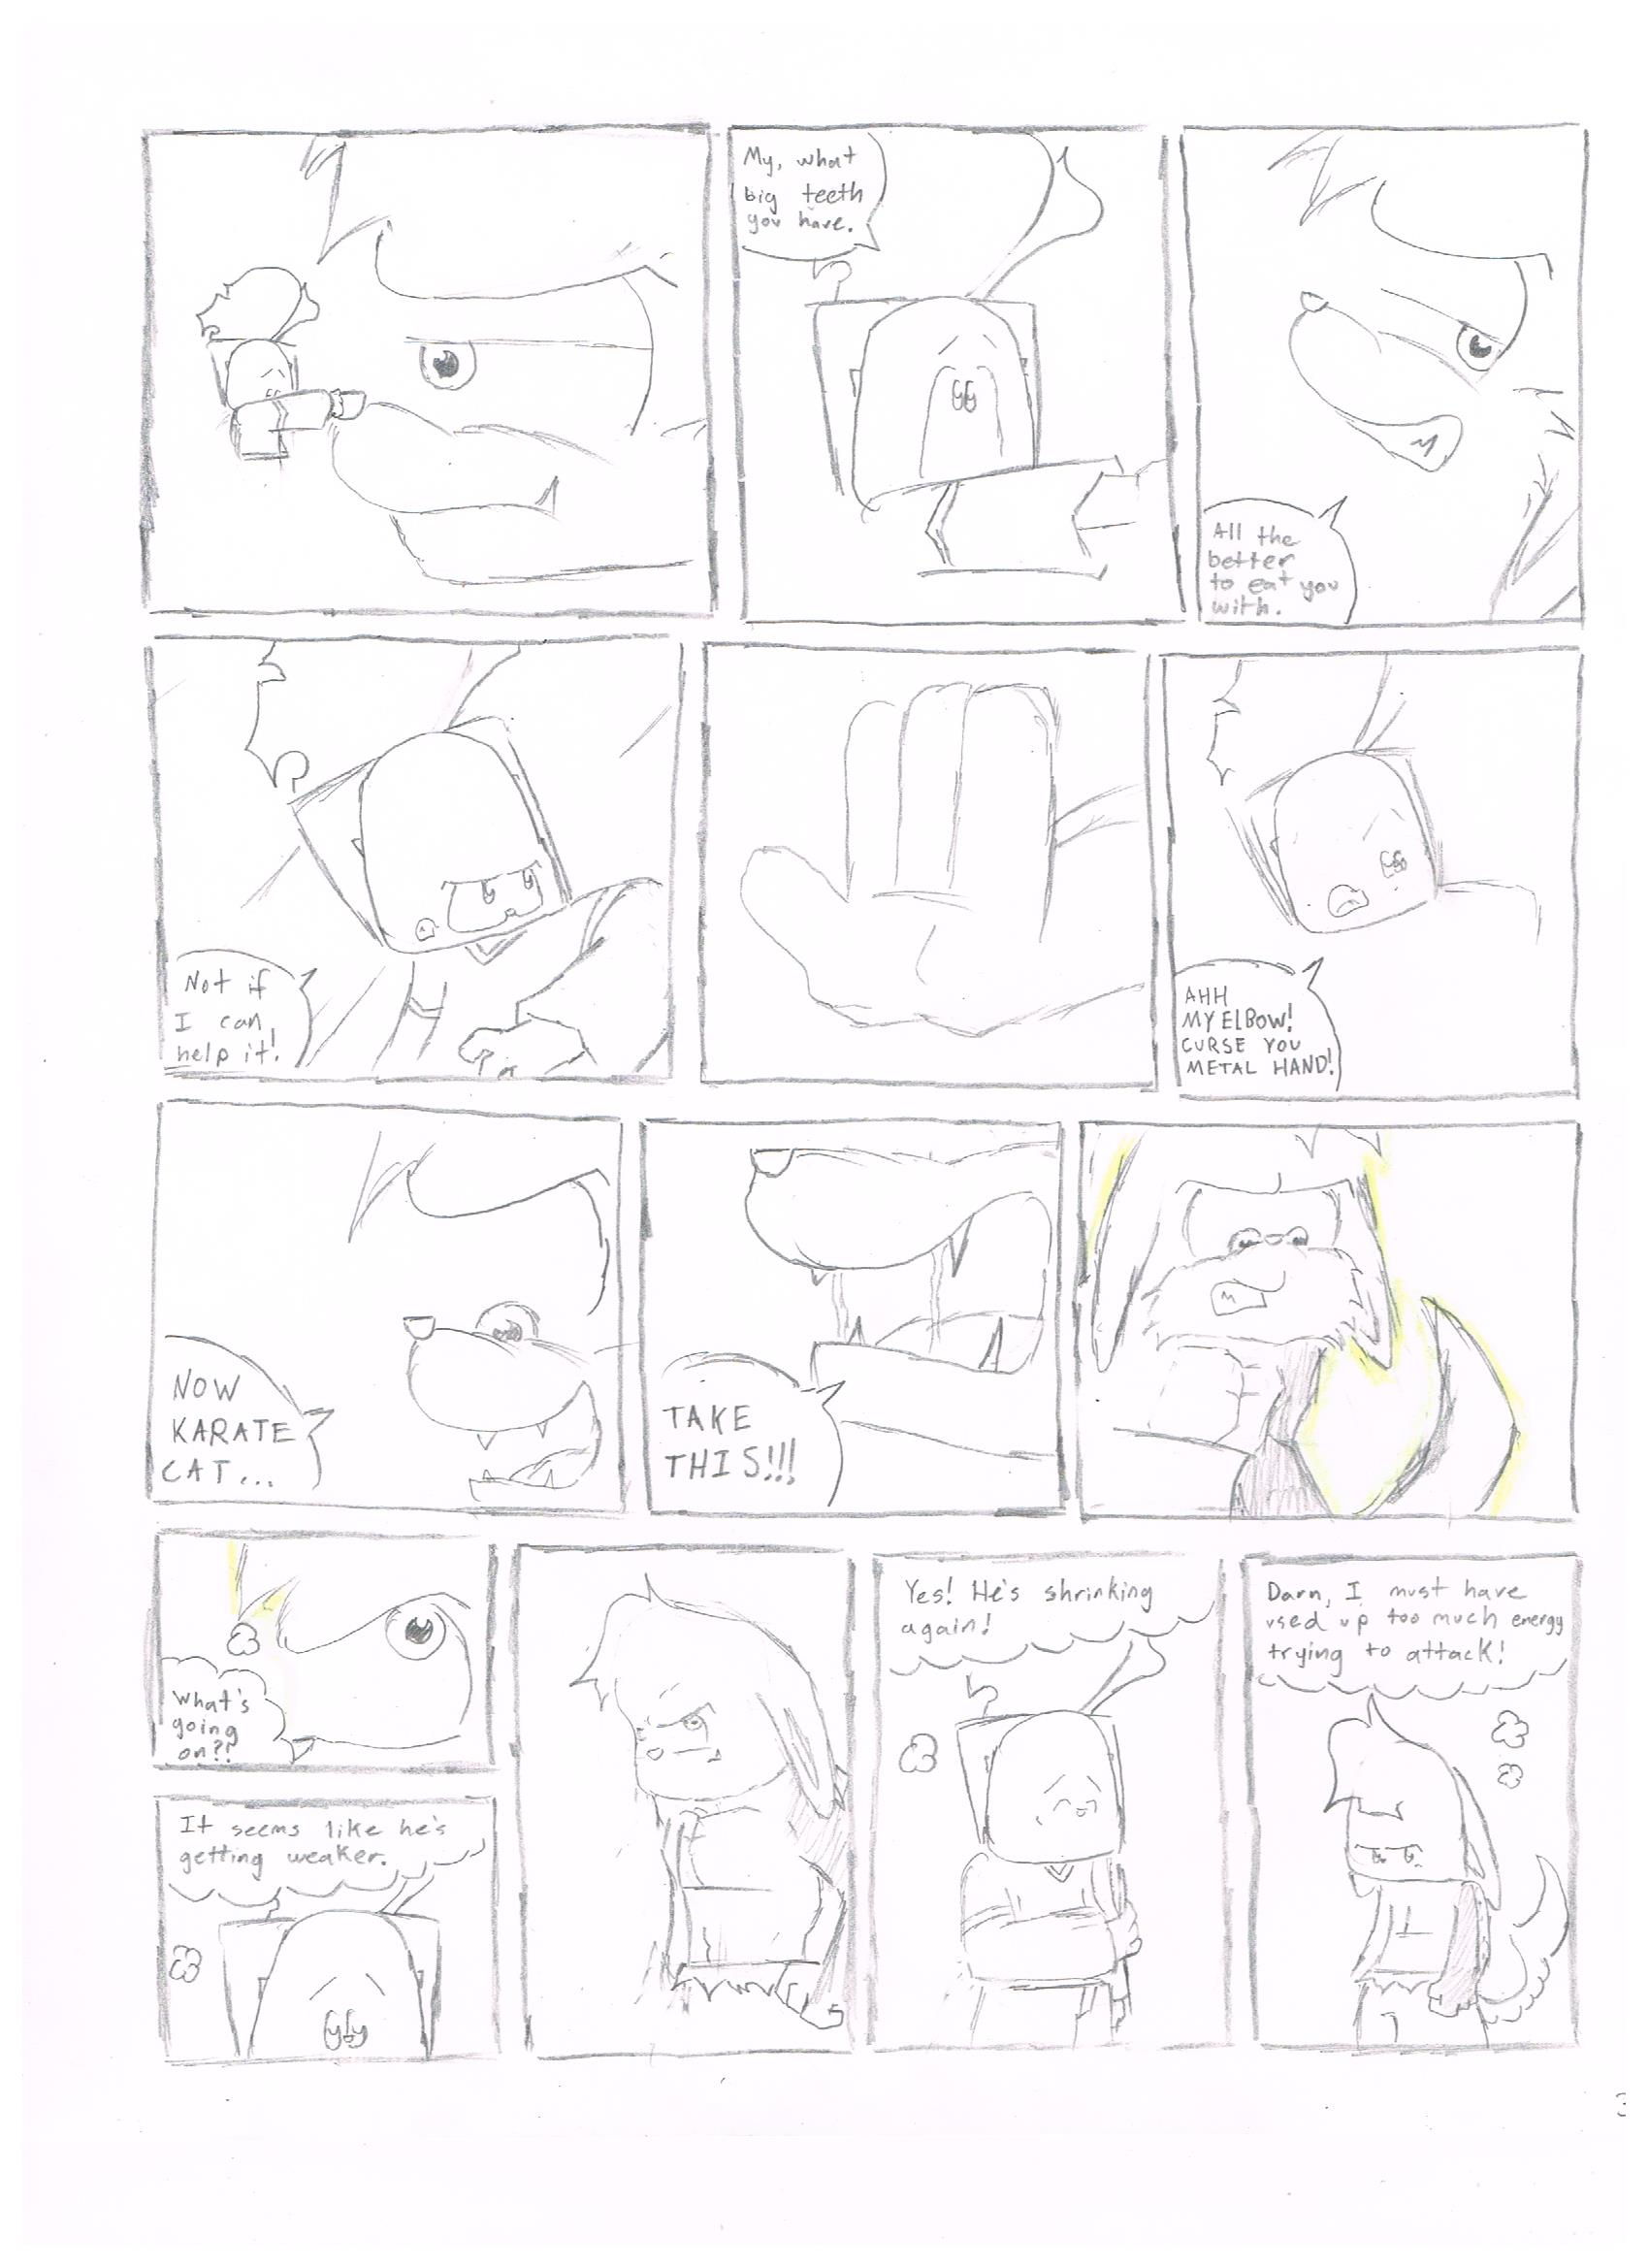 My, what
big teeth
you have.
All the
better
to eat you
with.
Not if
I can
help it!
AHH
MY ELBOW!
CURSE YOU
METAL HAND!
NOW
KARATE
CAT...
TAKE
THIS!!!
What's
going
on?!
It seems like he's
getting weaker.
Yes! He's shrinking
again!
Darn, I must have
used up too much energy
trying to attack!